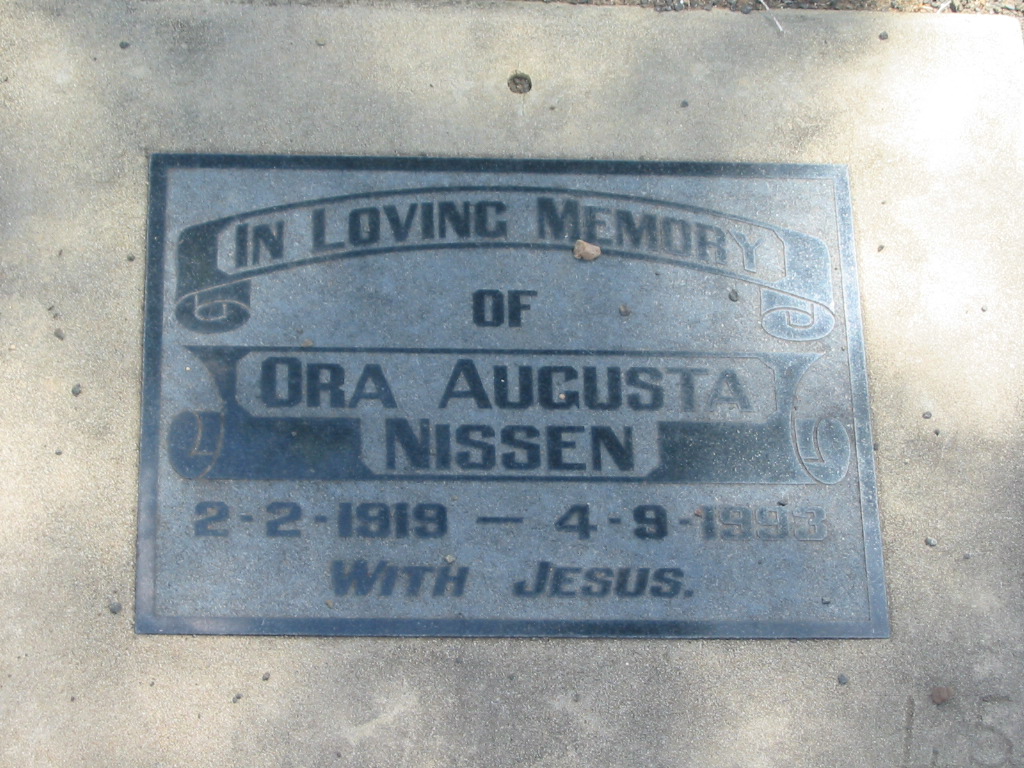 IN LOVING MEMORY
OF
ORA AUGUSTA
NISSEN
2-2-1919 — 4-9-1993
WITH JESUS.